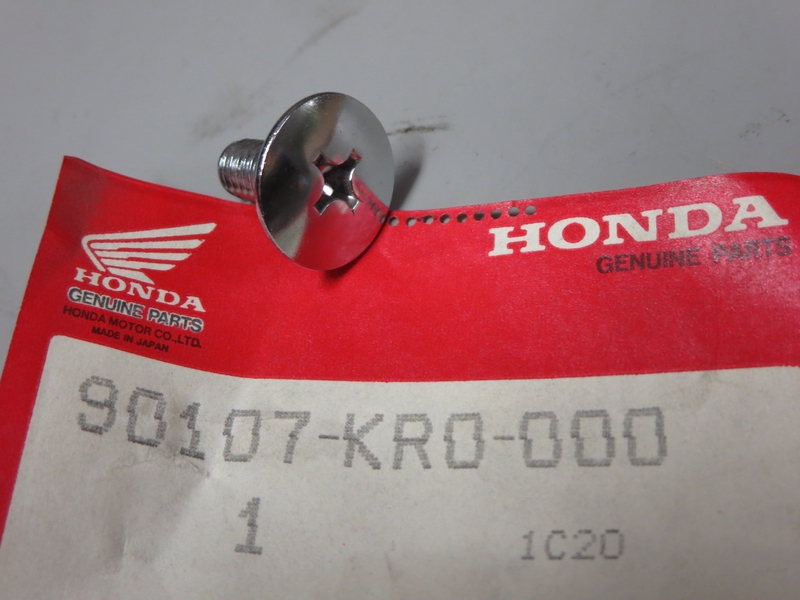 HONDA
GENUINE PARTS
HONDA
GENUINE PARTS
HONDA MOTOR CO.,LTD.
MADE IN JAPAN
90107-KR0-000
1
1C20